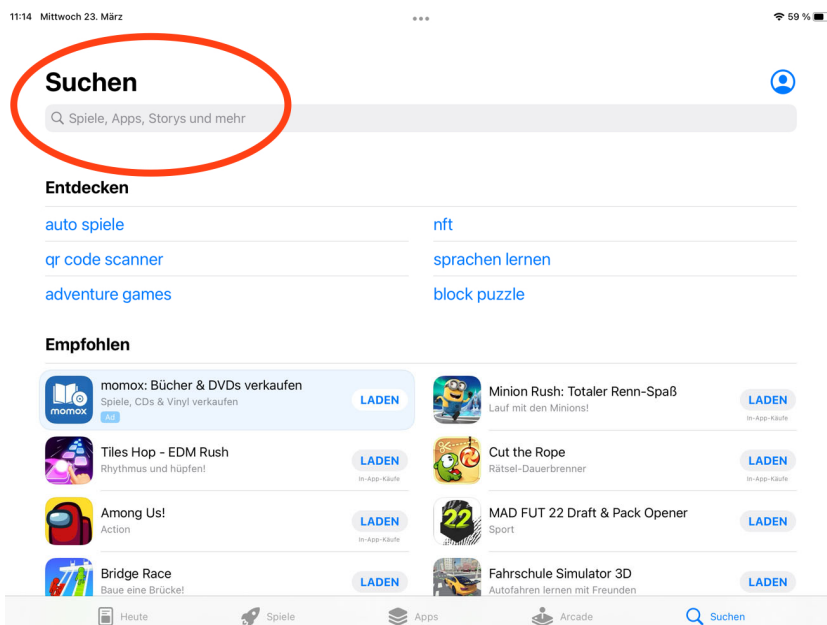 11:14 Mittwoch 23. März
59 %
Suchen
Spiele, Apps, Storys und mehr
Entdecken
auto spiele
nft
qr code scanner
sprachen lernen
adventure games
block puzzle
Empfohlen
momox
momox: Bücher & DVDs verkaufen
Spiele, CDs & Vinyl verkaufen
Ad
LADEN
Minion Rush: Totaler Renn-Spaß
Lauf mit den Minions!
LADEN
In-App-Käufe
Tiles Hop - EDM Rush
Rhythmus und hüpfen!
LADEN
In-App-Käufe
Cut the Rope
Rätsel-Dauerbrenner
LADEN
In-App-Käufe
Among Us!
Action
LADEN
In-App-Käufe
22
MAD FUT 22 Draft & Pack Opener
Sport
LADEN
Bridge Race
Baue eine Brücke!
LADEN
Fahrschule Simulator 3D
Autofahren lernen mit Freunden
LADEN
Heute
Spiele
Apps
Arcade
Suchen